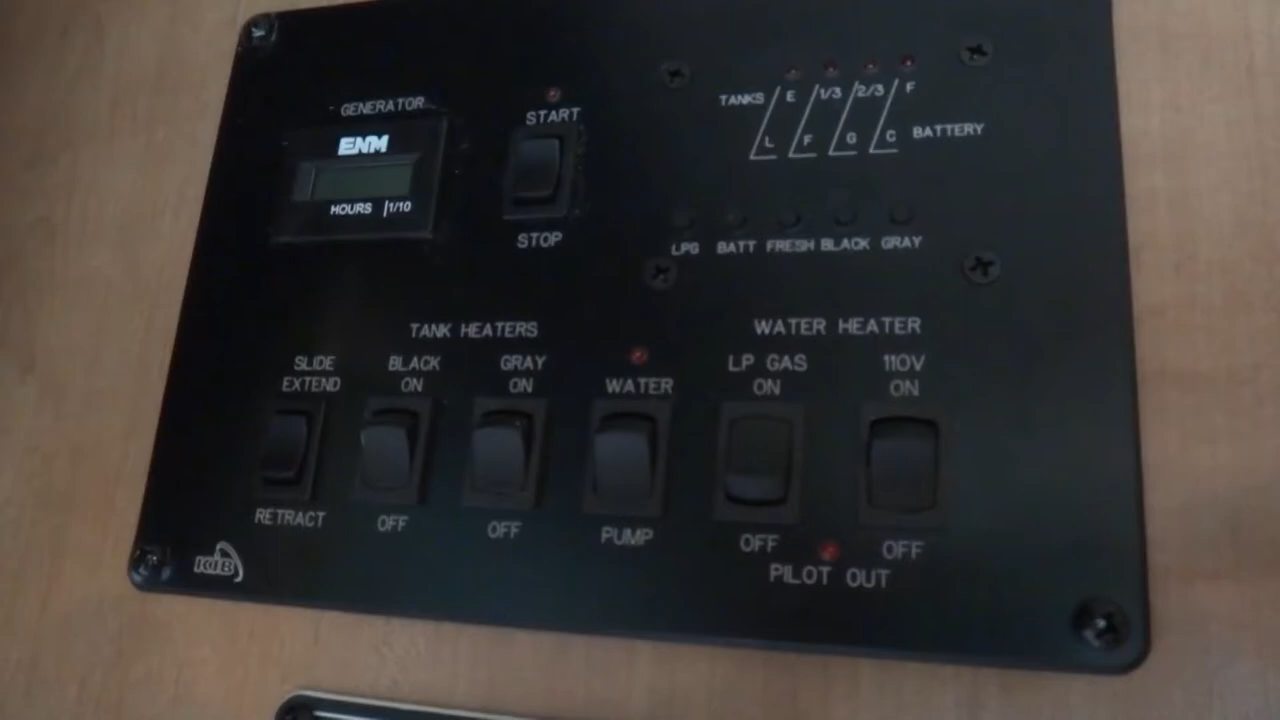 GENERATOR
ENM
HOURS 1/10
START
STOP
TANKS E 1/3 2/3 F
L F G C BATTERY
LPG BATT FRESH BLACK GRAY
TANK HEATERS
WATER HEATER
SLIDE EXTEND
BLACK ON
GRAY ON
WATER
LP GAS ON
110V ON
RETRACT
OFF
OFF
PUMP
OFF
OFF
PILOT OUT
KIB